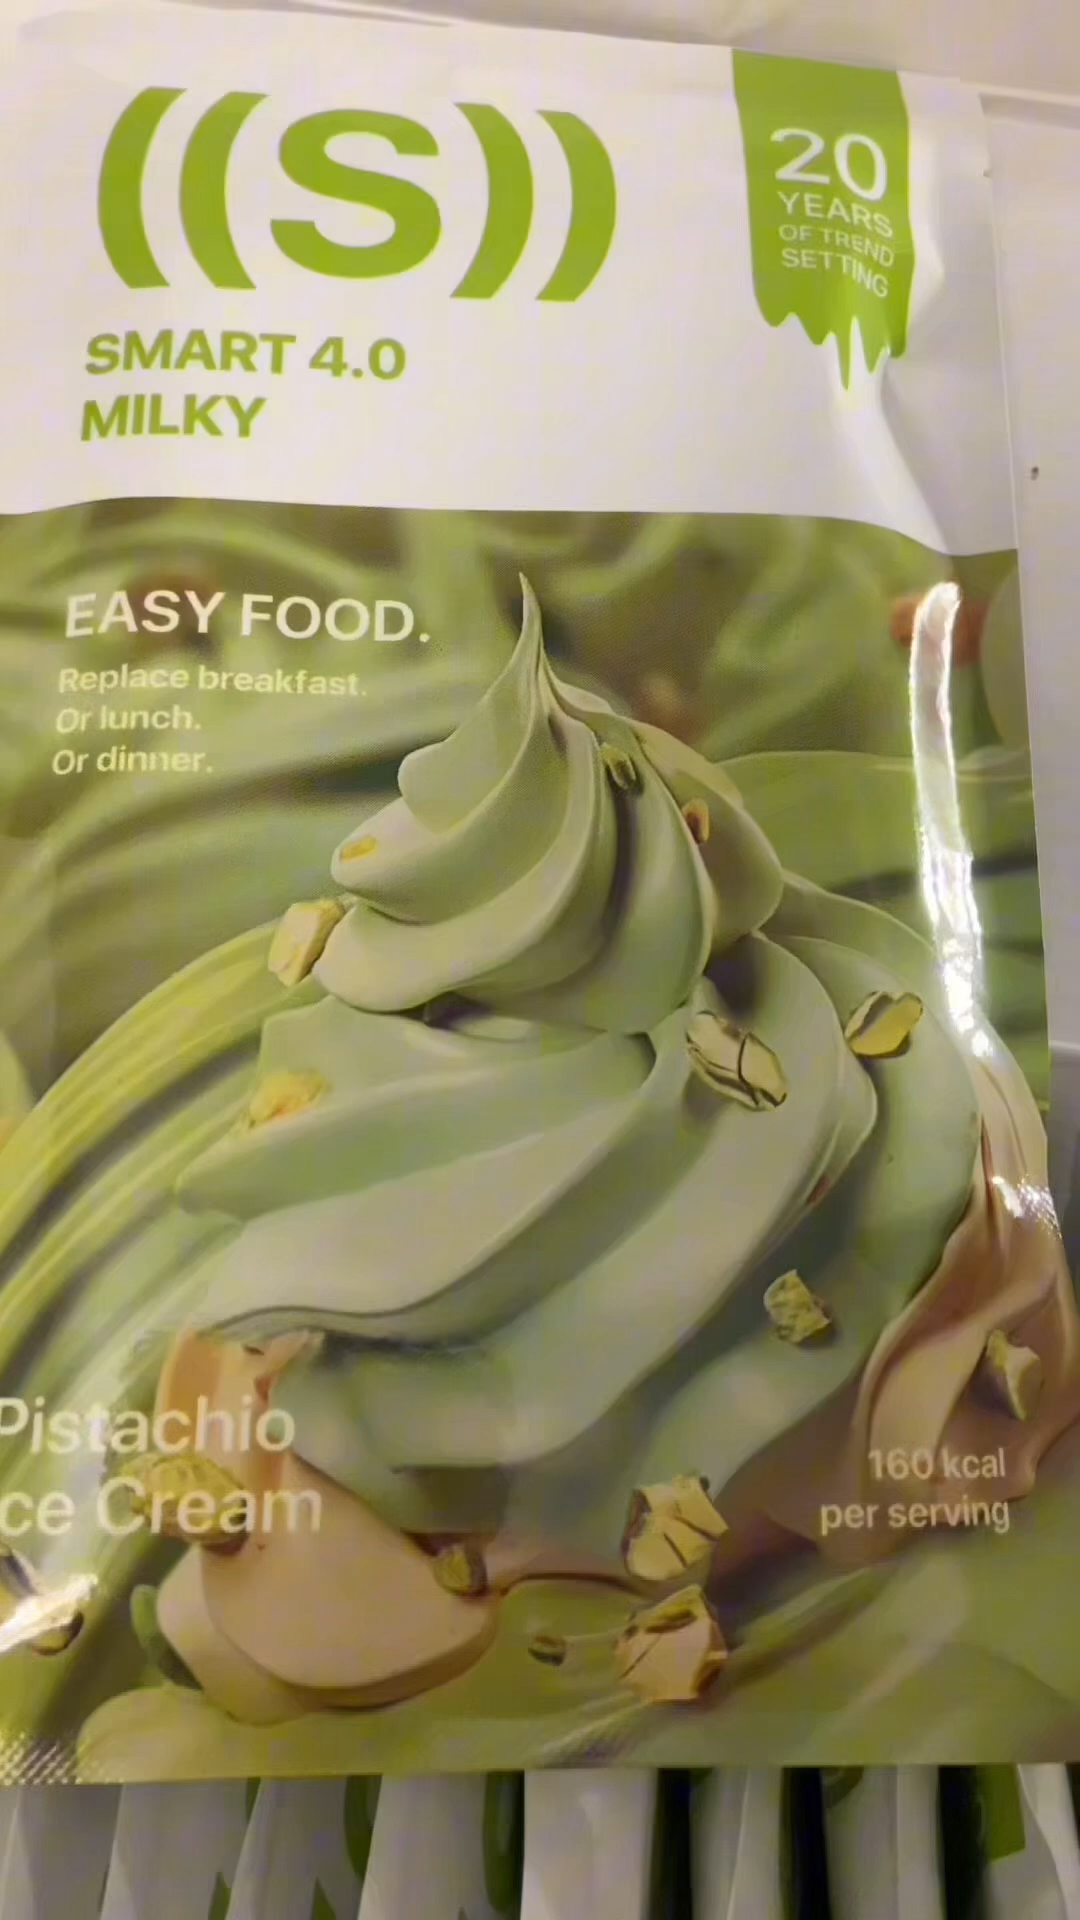 ((S))
SMART 4.0
MILKY
20
YEARS
OF TREND
SETTING
EASY FOOD.
Replace breakfast.
Or lunch.
Or dinner.
Pistachio
ce Cream
160 kcal
per serving